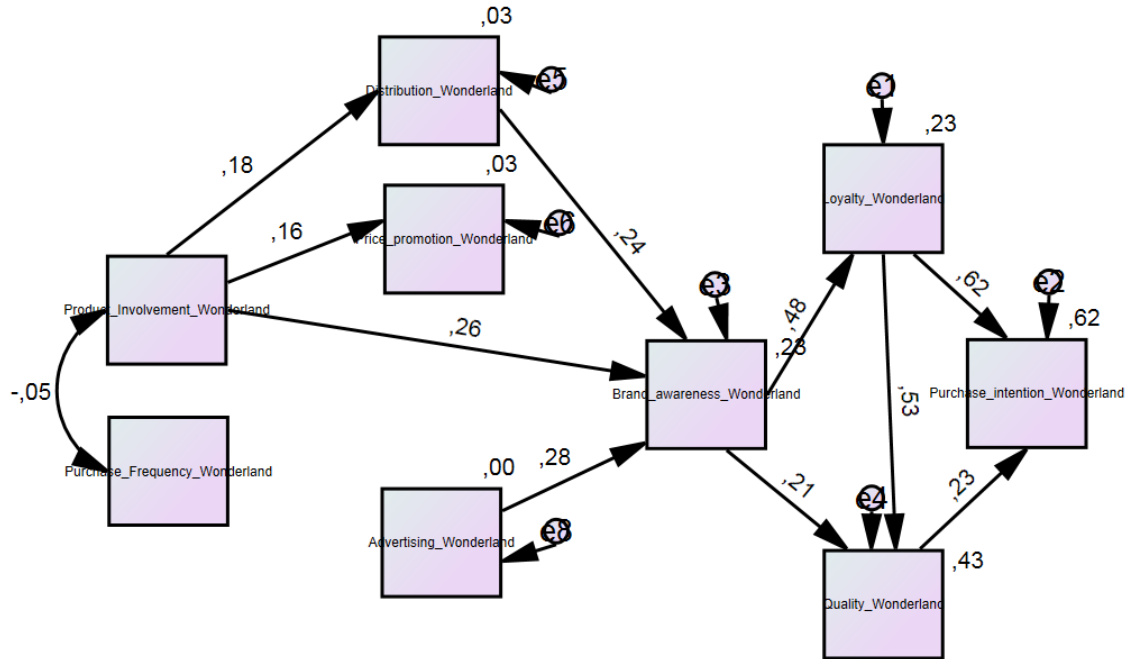 ,03
e5
Distribution_Wonderland
,18
,03
e6
Price_promotion_Wonderland
,16
,24
Product_Involvement_Wonderland
,26
-,05
Purchase_Frequency_Wonderland
e3
,23
Brand_awareness_Wonderland
,00
,28
e8
Advertising_Wonderland
e1
,23
Loyalty_Wonderland
,48
,62
e2
,62
Purchase_intention_Wonderland
,53
,21
e4
,23
,43
Quality_Wonderland